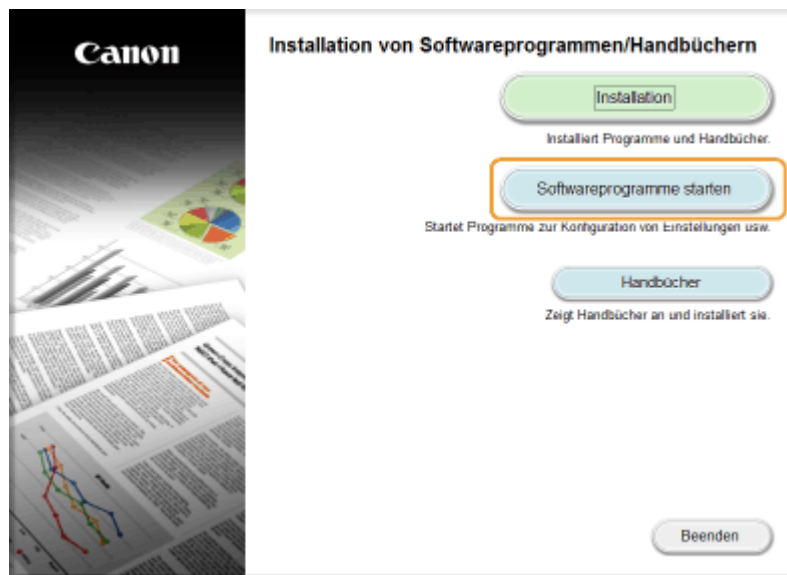 Canon
Installation von Softwareprogrammen/Handbüchern
Installation
Installiert Programme und Handbücher.
Softwareprogramme starten
Startet Programme zur Konfiguration von Einstellungen usw.
Handbücher
Zeigt Handbücher an und installiert sie.
Beenden